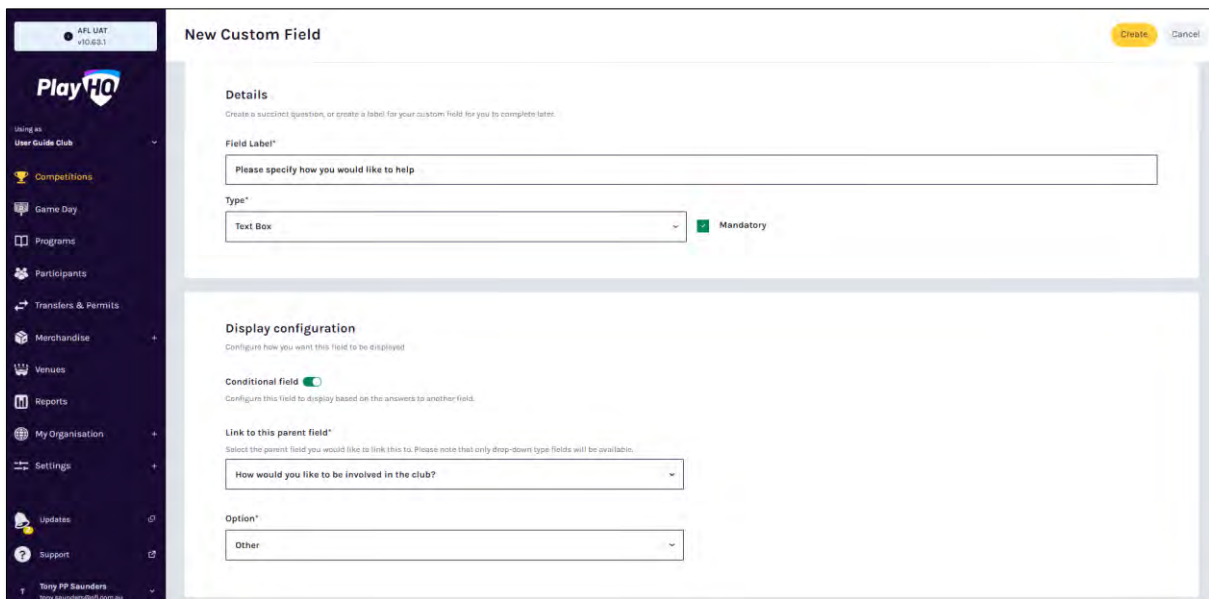 AFL UAT
v10.63.1
PlayHQ
Using as
User Guide Club
Competitions
Game Day
Programs
Participants
Transfers & Permits
Merchandise +
Venues
Reports
My Organisation +
Settings +
Updates
Support
T Tony PP Saunders
tony.saunders@afl.com.au
New Custom Field
Create Cancel
Details
Create a succinct question, or create a label for your custom field for you to complete later.
Field Label*
Please specify how you would like to help
Type*
Text Box
Mandatory
Display configuration
Configure how you want this field to be displayed
Conditional field
Configure this field to display based on the answers to another field.
Link to this parent field*
Select the parent field you would like to link this to. Please note that only drop-down type fields will be available.
How would you like to be involved in the club?
Option*
Other